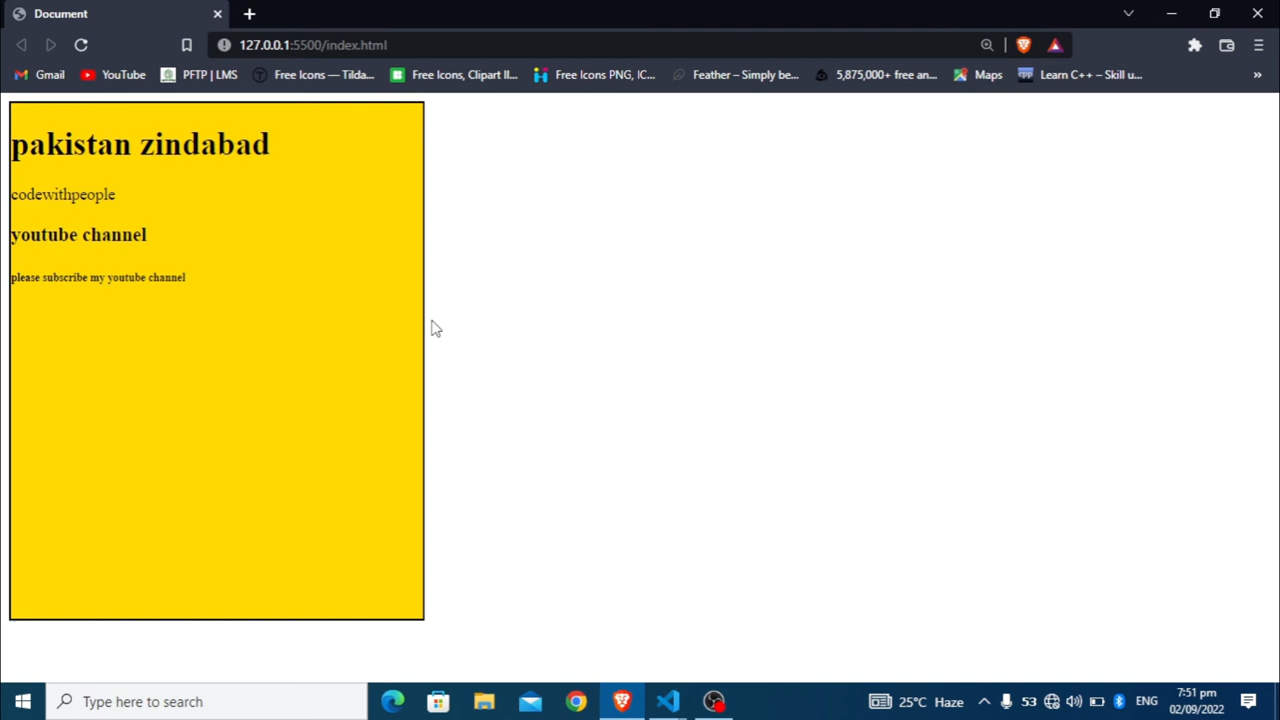 Document
127.0.0.1:5500/index.html
Gmail
YouTube
PFTP | LMS
Free Icons – Tilda...
Free Icons, Clipart Il...
Free Icons PNG, IC...
Feather – Simply be...
5,875,000+ free an...
Maps
Learn C++ – Skill u...
»
pakistan zindabad
codewithpeople
youtube channel
please subscribe my youtube channel
Type here to search
25°C Haze
53
ENG
7:51 pm
02/09/2022